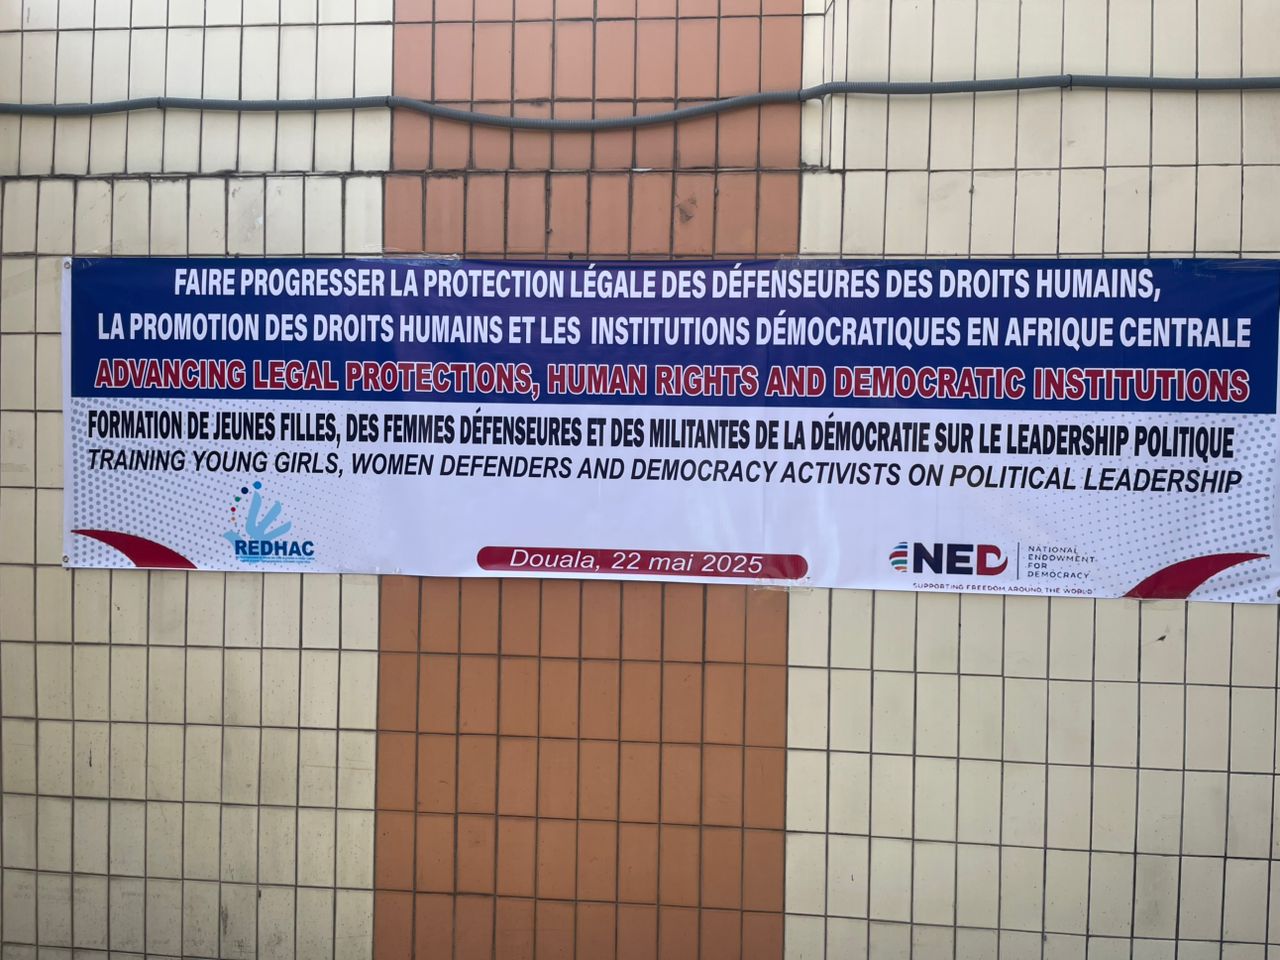 FAIRE PROGRESSER LA PROTECTION LÉGALE DES DÉFENSEURES DES DROITS HUMAINS,
LA PROMOTION DES DROITS HUMAINS ET LES INSTITUTIONS DÉMOCRATIQUES EN AFRIQUE CENTRALE
ADVANCING LEGAL PROTECTIONS, HUMAN RIGHTS AND DEMOCRATIC INSTITUTIONS
FORMATION DE JEUNES FILLES, DES FEMMES DÉFENSEURES ET DES MILITANTES DE LA DÉMOCRATIE SUR LE LEADERSHIP POLITIQUE
TRAINING YOUNG GIRLS, WOMEN DEFENDERS AND DEMOCRACY ACTIVISTS ON POLITICAL LEADERSHIP
REDHAC
Douala, 22 mai 2025
NED
NATIONAL
ENDOWMENT
FOR
DEMOCRACY
SUPPORTING FREEDOM AROUND THE WORLD